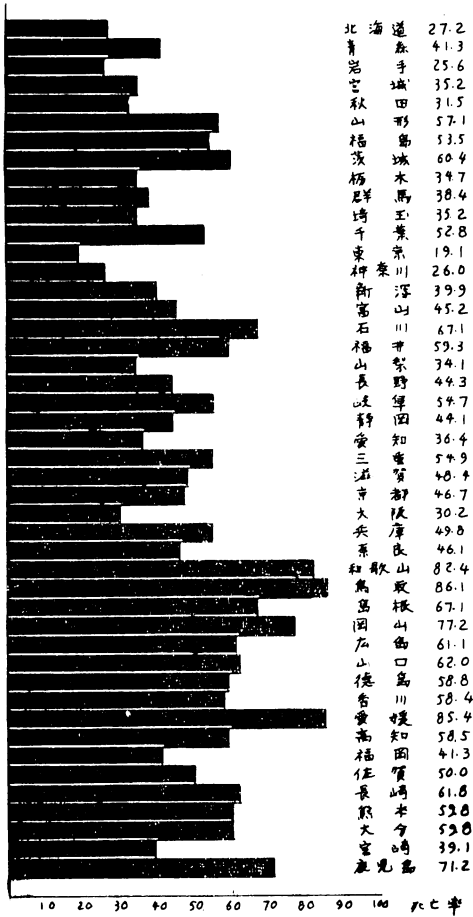 北海道 27.2
青森 41.3
岩手 25.6
宮城 35.2
秋田 31.5
山形 57.1
福島 53.5
茨城 60.4
栃木 34.7
群馬 38.4
埼玉 35.2
千葉 52.8
東京 19.1
神奈川 26.0
新潟 39.9
富山 45.2
石川 67.1
福井 59.3
山梨 34.1
長野 44.3
岐阜 54.7
静岡 44.1
愛知 36.4
三重 54.9
滋賀 48.4
京都 46.7
大阪 30.2
兵庫 49.8
奈良 46.1
和歌山 82.4
鳥取 86.1
島根 67.1
岡山 77.2
広島 61.1
山口 62.0
徳島 58.8
香川 58.4
愛媛 85.4
高知 58.5
福岡 41.3
佐賀 50.0
長崎 61.8
熊本 59.8
大分 59.8
宮崎 39.1
鹿児島 71.2
10 20 30 40 50 60 70 80 90 100 死亡率